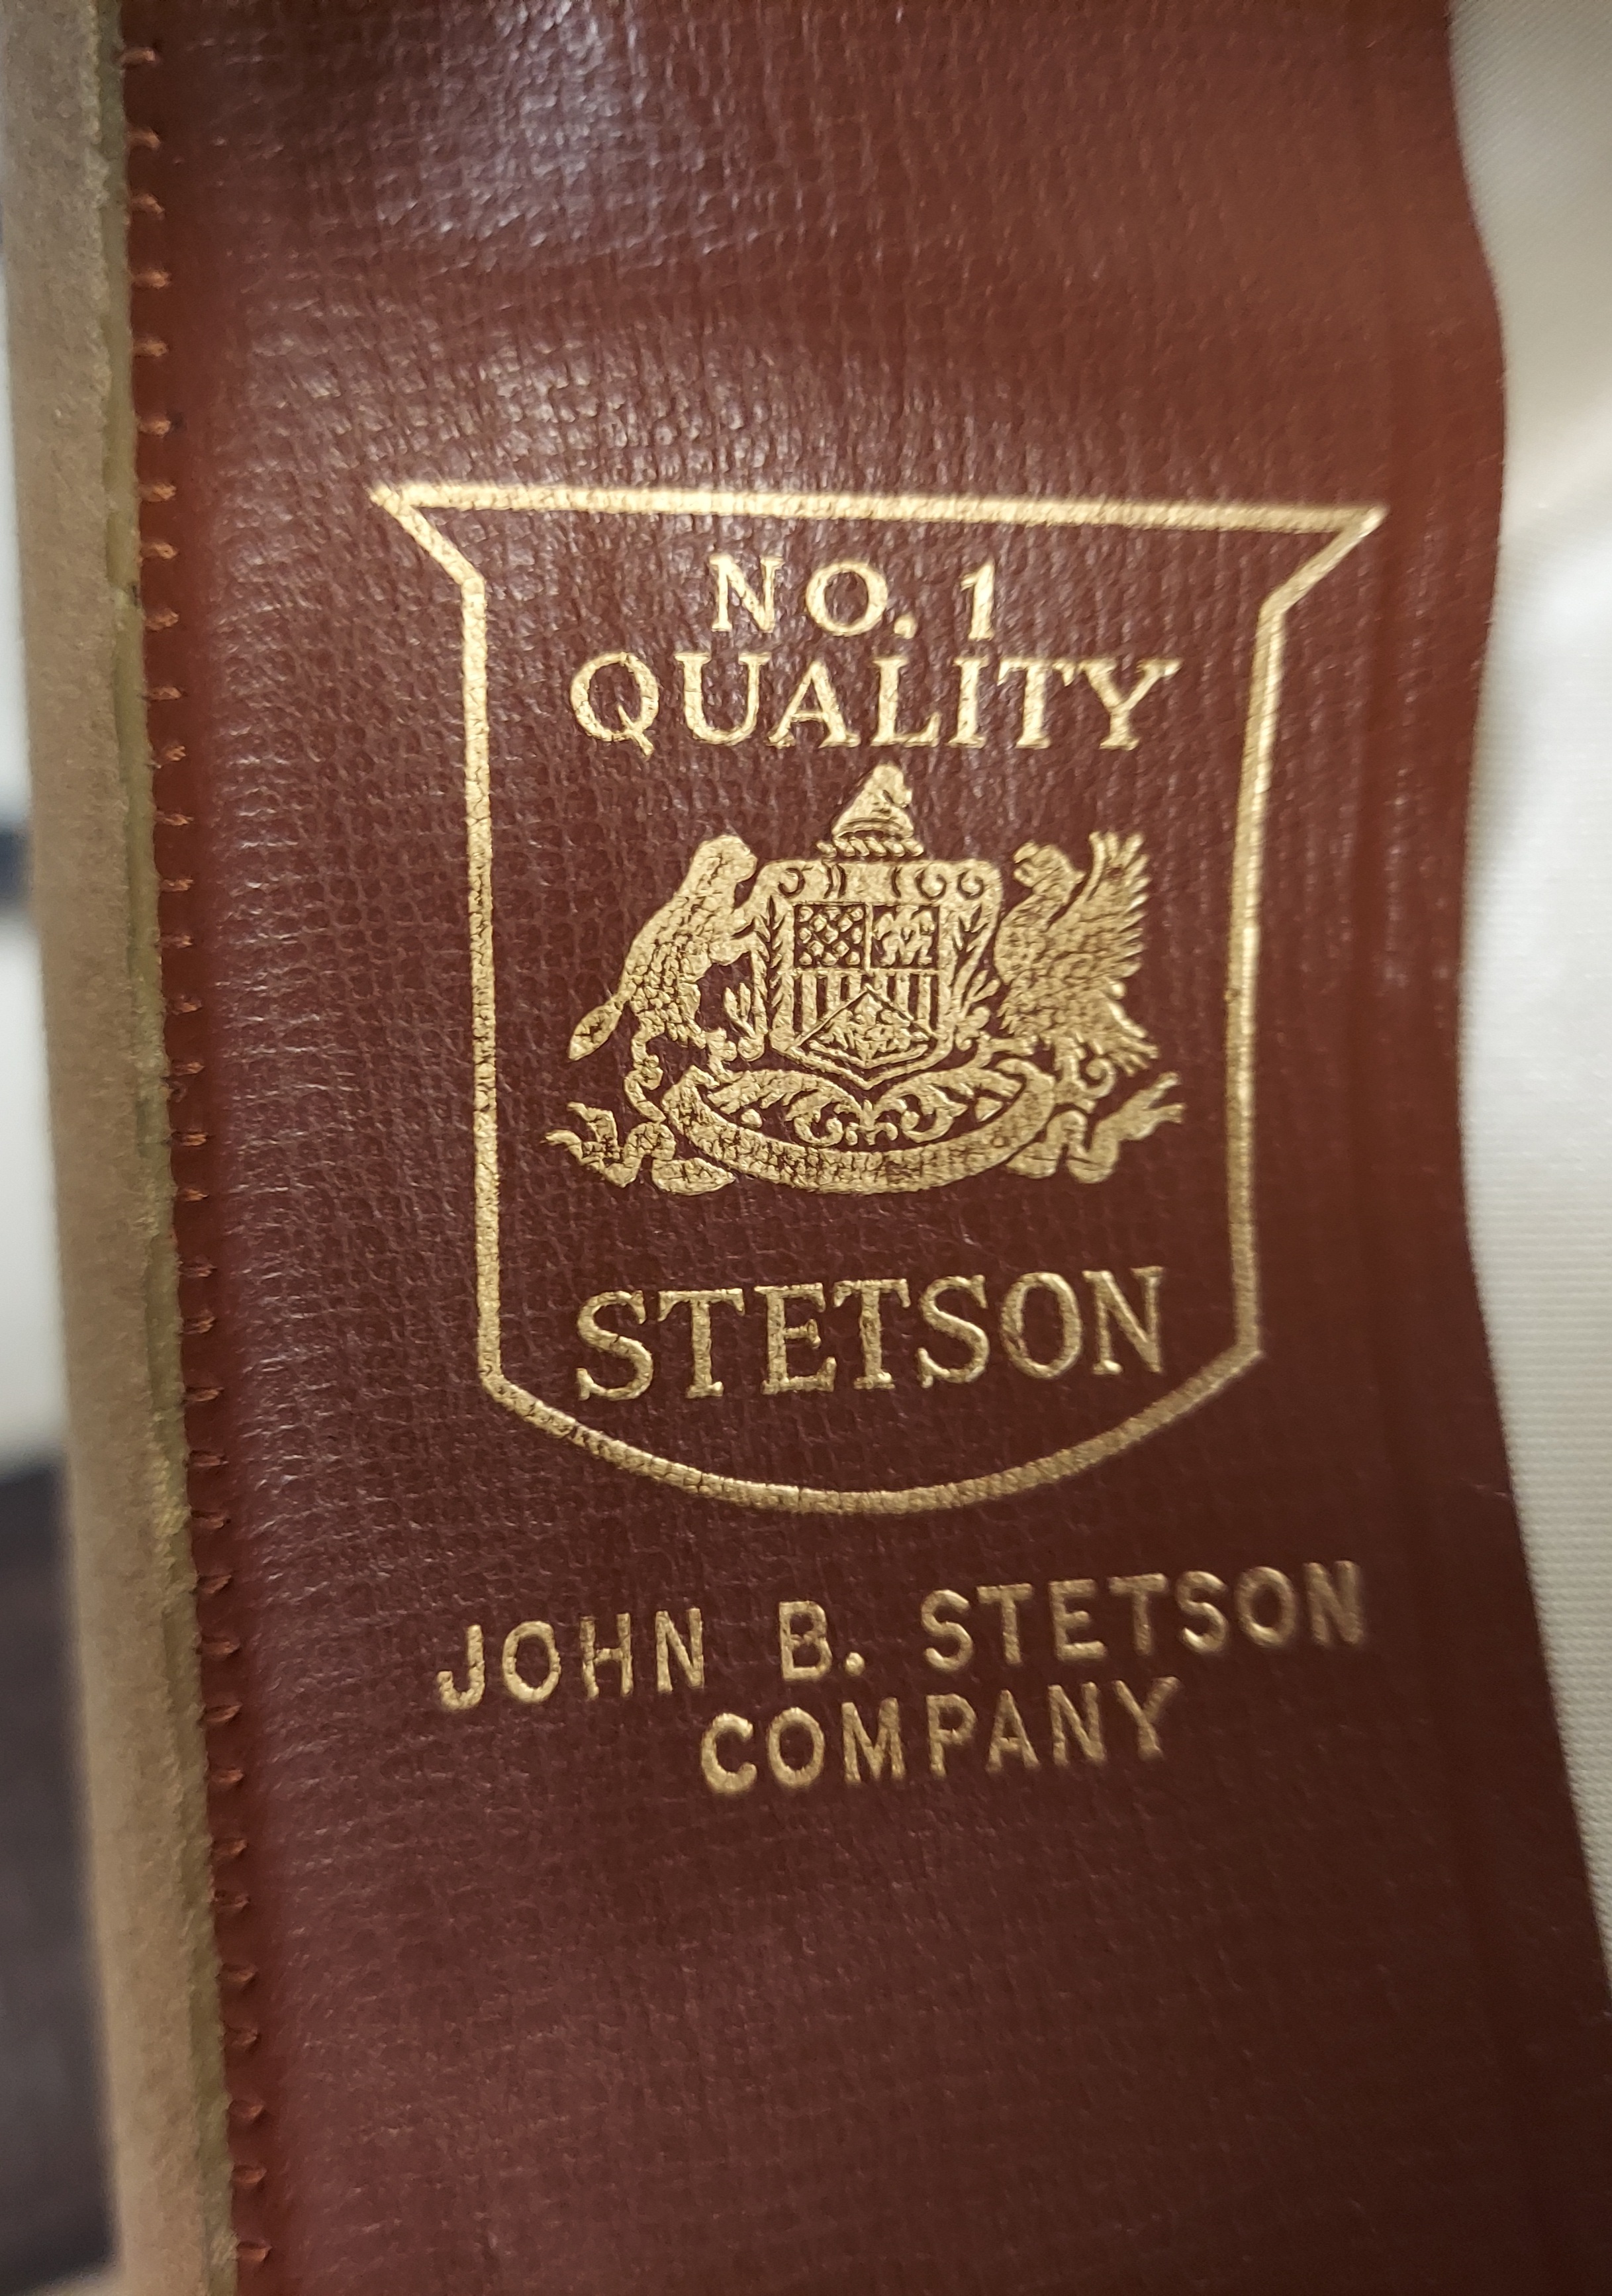 NO. 1
QUALITY
STETSON
JOHN B. STETSON
COMPANY